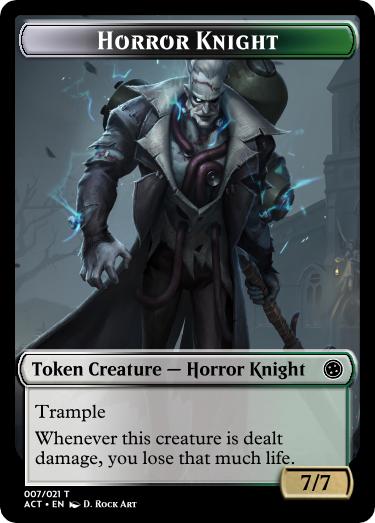 Horror Knight
Token Creature — Horror Knight
Trample
Whenever this creature is dealt
damage, you lose that much life.
7/7
007/021 T
ACT • EN D. Rock Art